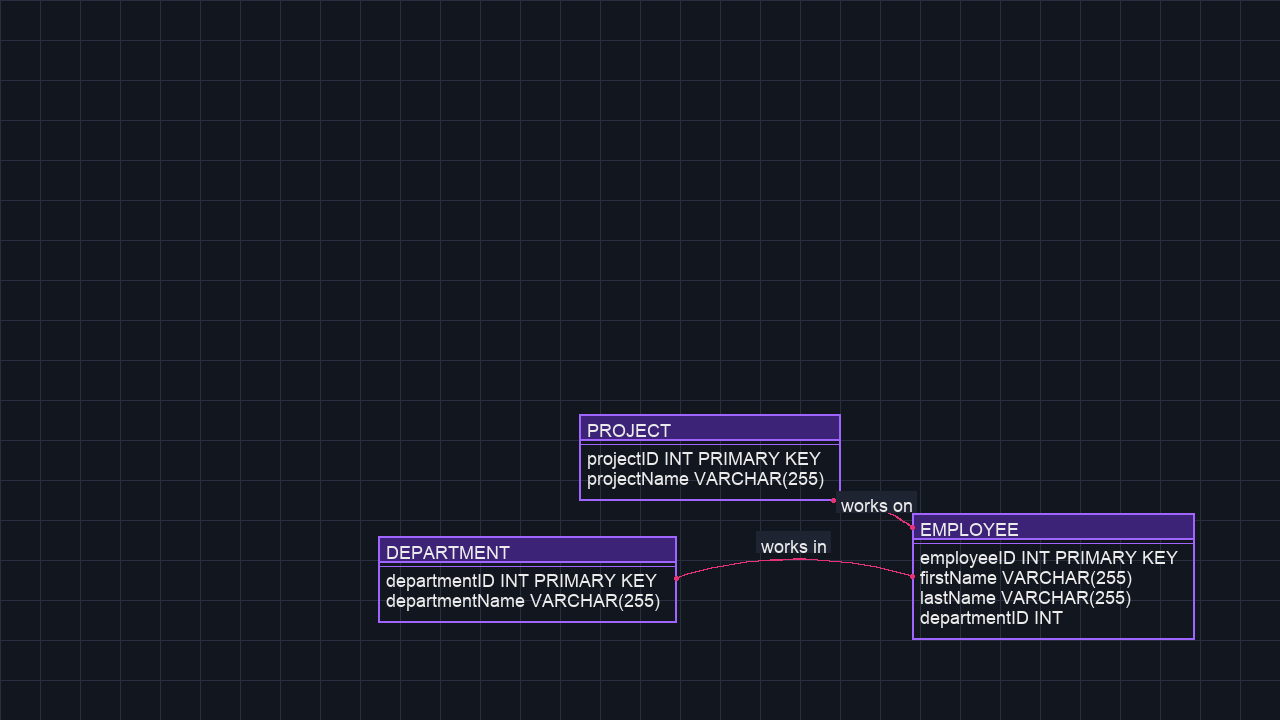 PROJECT
projectID INT PRIMARY KEY
projectName VARCHAR(255)
works on
EMPLOYEE
employeeID INT PRIMARY KEY
firstName VARCHAR(255)
lastName VARCHAR(255)
departmentID INT
works in
DEPARTMENT
departmentID INT PRIMARY KEY
departmentName VARCHAR(255)